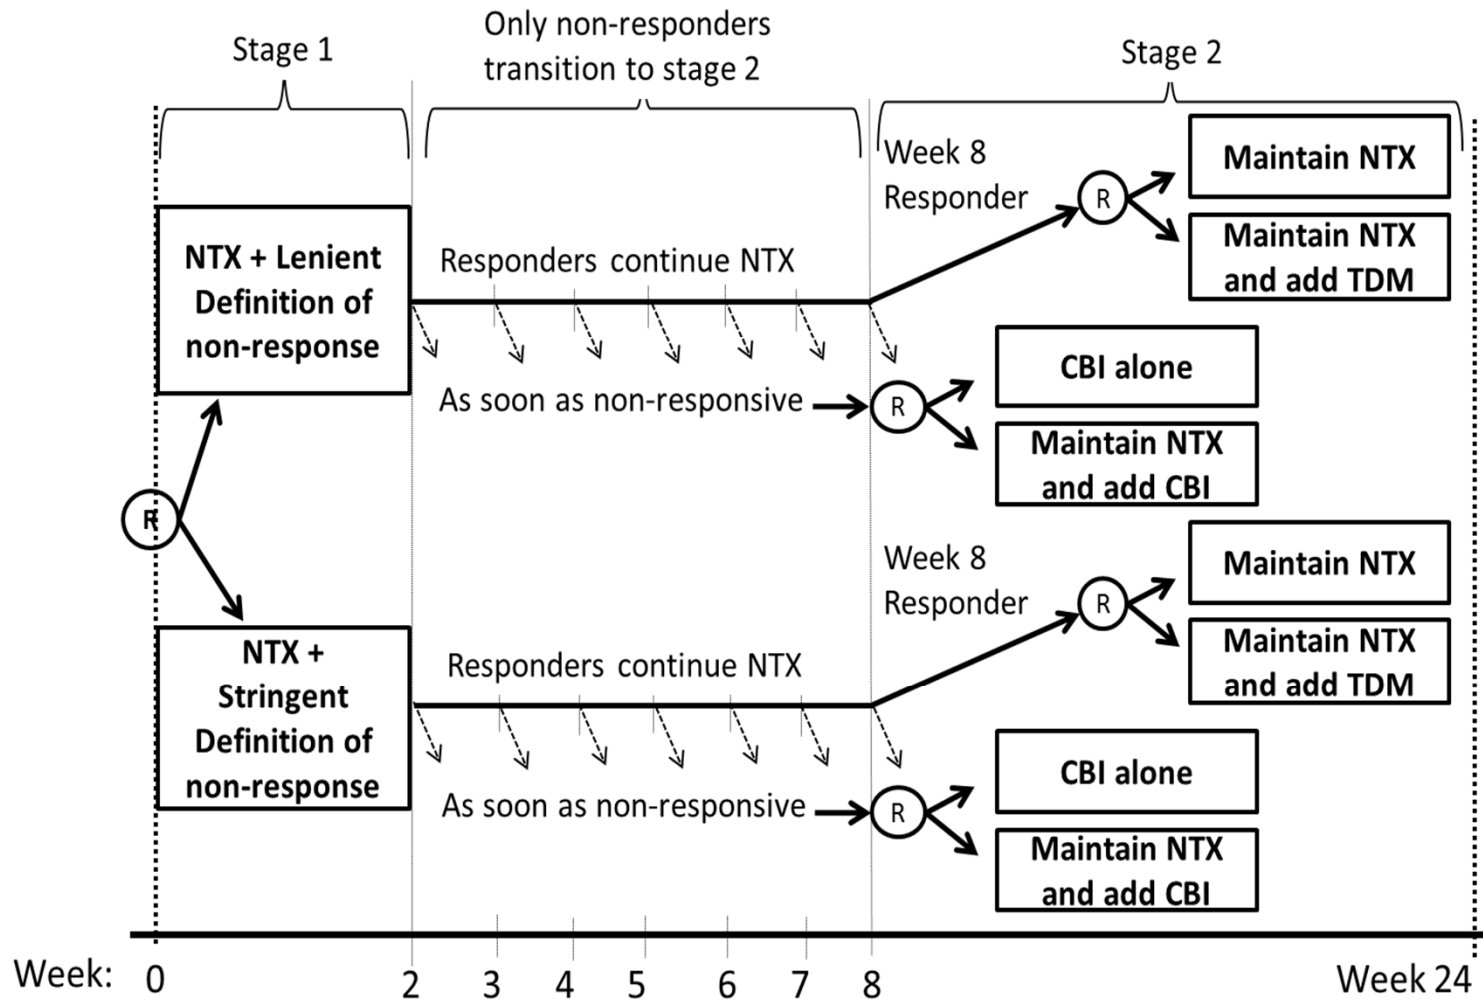 Stage 1
Only non-responders
transition to stage 2
Stage 2
NTX + Lenient
Definition of
non-response
Responders continue NTX
As soon as non-responsive
Week 8
Responder
R
Maintain NTX
Maintain NTX
and add TDM
R
CBI alone
Maintain NTX
and add CBI
R
NTX +
Stringent
Definition of
non-response
Responders continue NTX
As soon as non-responsive
Week 8
Responder
R
Maintain NTX
Maintain NTX
and add TDM
R
CBI alone
Maintain NTX
and add CBI
Week: 0 2 3 4 5 6 7 8 Week 24